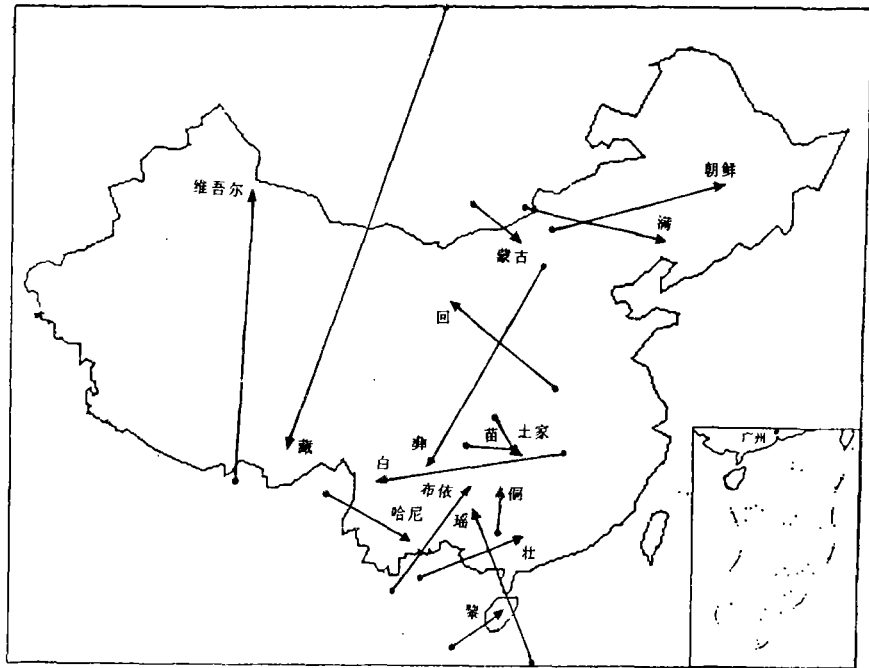 朝鲜
维吾尔
满
蒙古
回
苗
土家
彝
藏
白
布依
侗
哈尼
瑶
壮
黎
广州